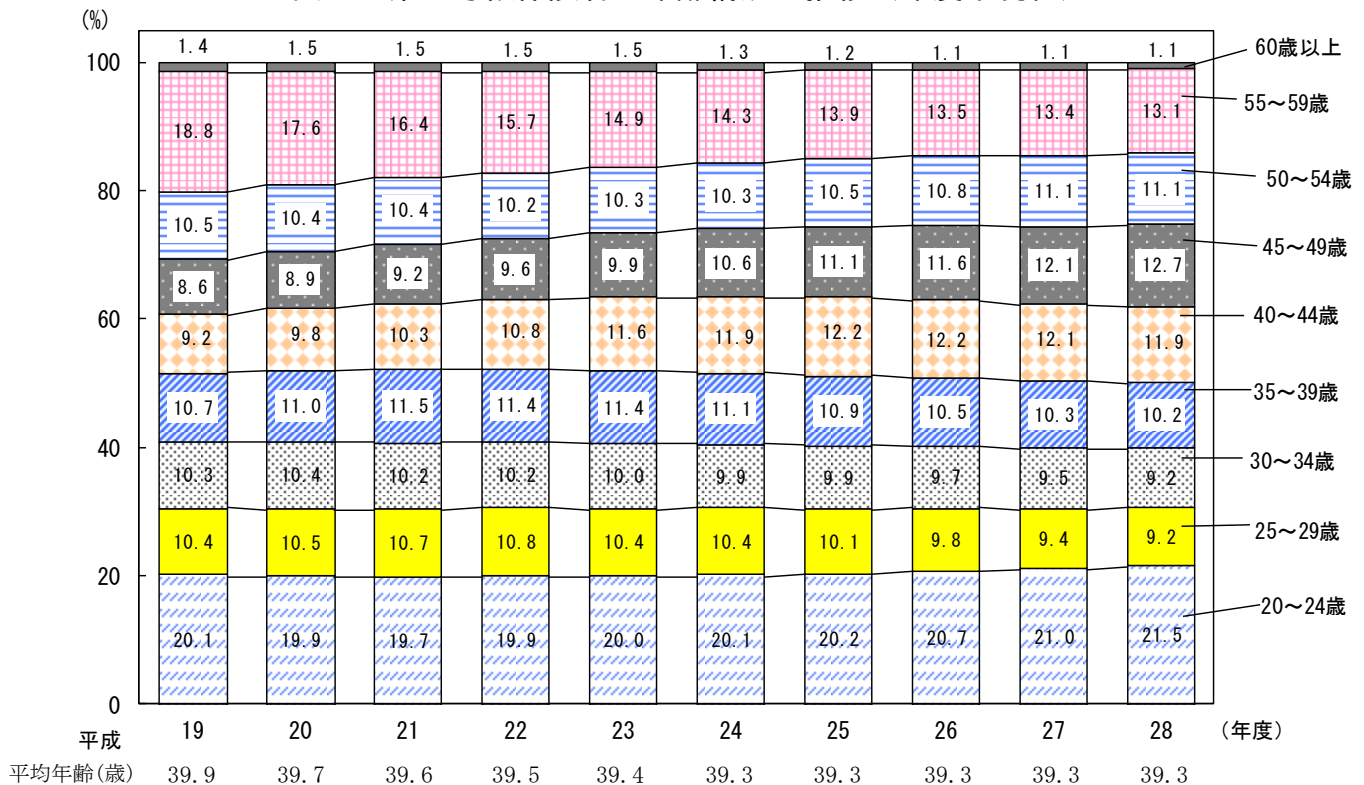 (%)
1.4 1.5 1.5 1.5 1.5 1.3 1.2 1.1 1.1 1.1 60歳以上
100
18.8 17.6 16.4 15.7 14.9 14.3 13.9 13.5 13.4 13.1 55～59歳
80
10.5 10.4 10.4 10.2 10.3 10.3 10.5 10.8 11.1 11.1 50～54歳
8.6 8.9 9.2 9.6 9.9 10.6 11.1 11.6 12.1 12.7 45～49歳
60
9.2 9.8 10.3 10.8 11.6 11.9 12.2 12.2 12.1 11.9 40～44歳
10.7 11.0 11.5 11.4 11.4 11.1 10.9 10.5 10.3 10.2 35～39歳
40
10.3 10.4 10.2 10.2 10.0 9.9 9.9 9.7 9.5 9.2 30～34歳
10.4 10.5 10.7 10.8 10.4 10.4 10.1 9.8 9.4 9.2 25～29歳
20
20.1 19.9 19.7 19.9 20.0 20.1 20.2 20.7 21.0 21.5 20～24歳
0
平成 19 20 21 22 23 24 25 26 27 28 (年度)
平均年齢(歳) 39.9 39.7 39.6 39.5 39.4 39.3 39.3 39.3 39.3 39.3